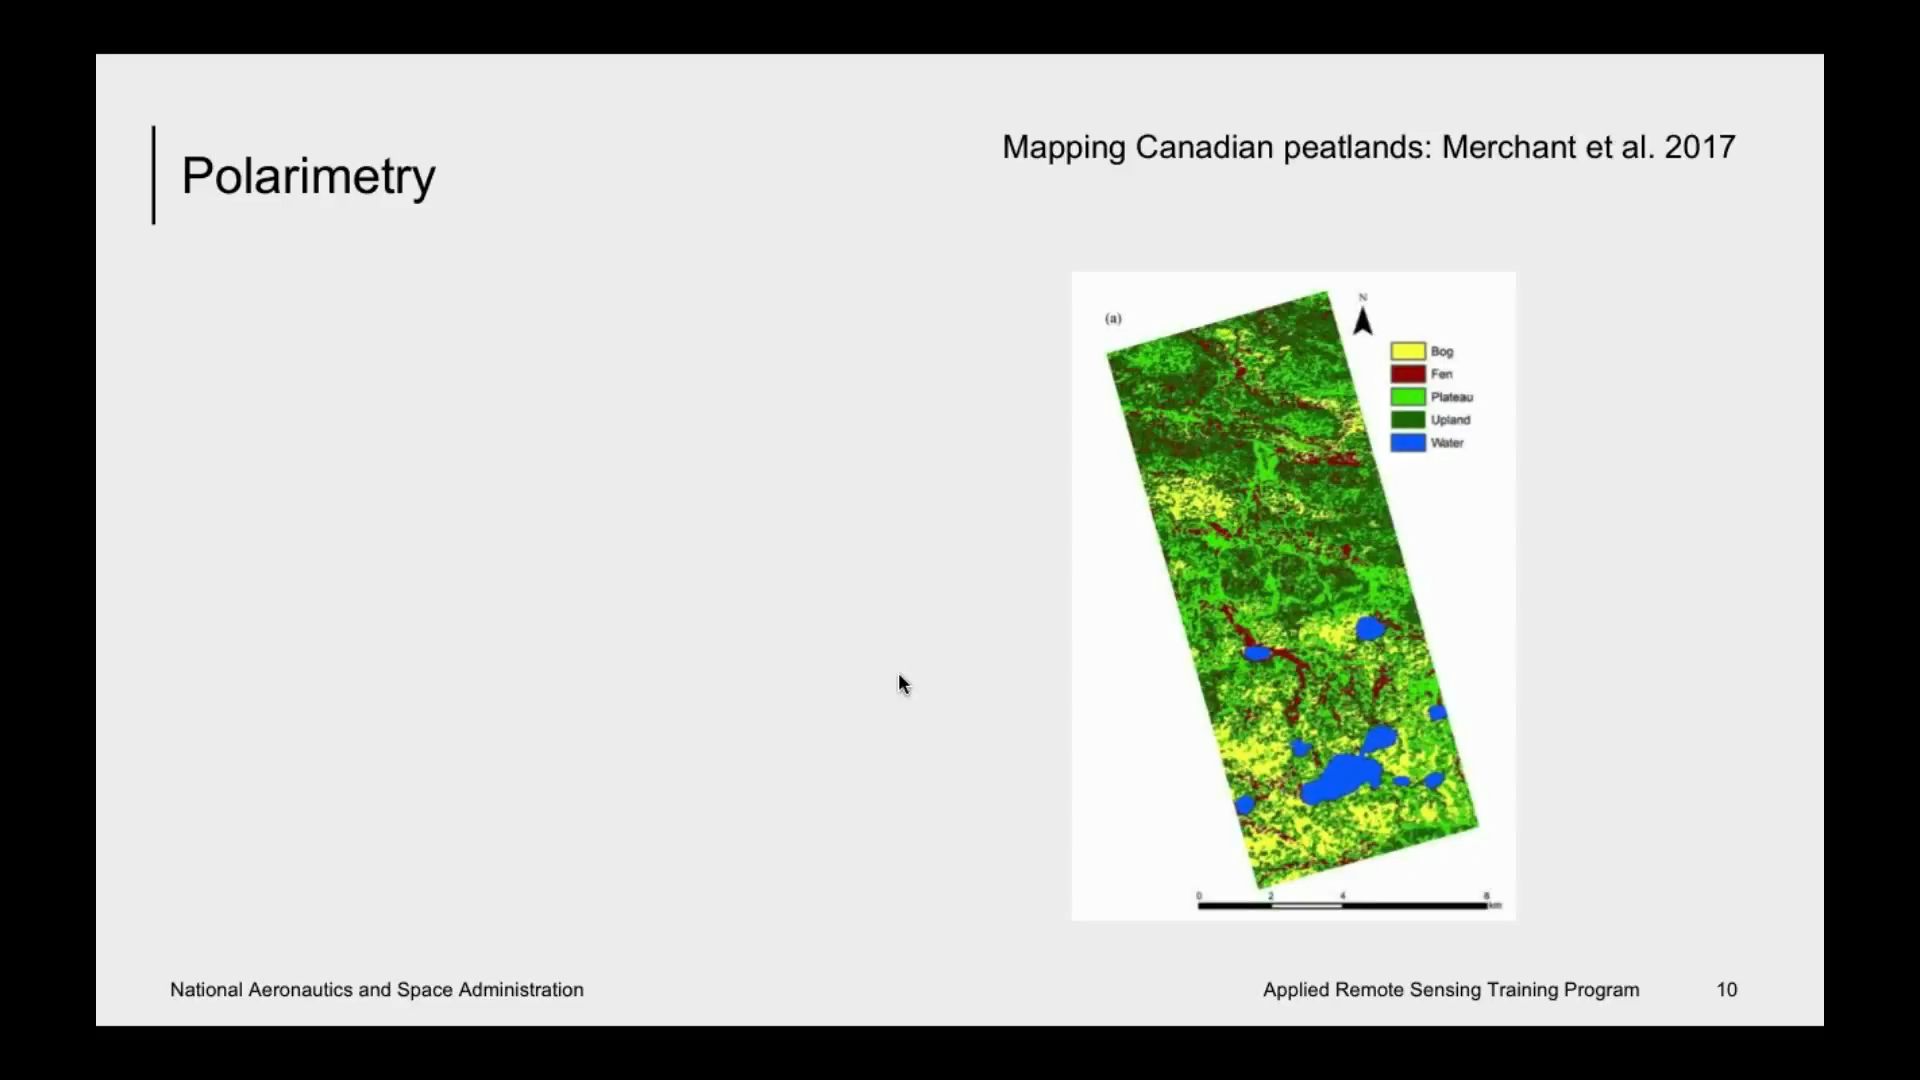 Polarimetry
Mapping Canadian peatlands: Merchant et al. 2017
(a)
N
Bog
Fen
Plateau
Upland
Water
0 2 4 8
km
National Aeronautics and Space Administration
Applied Remote Sensing Training Program
10